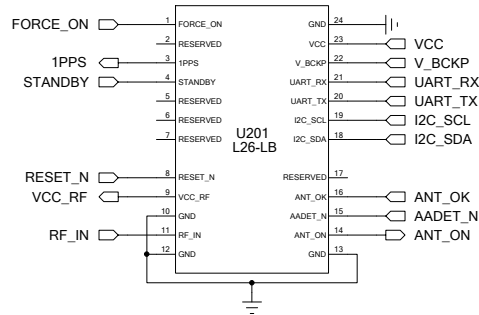 FORCE_ON 1 FORCE_ON GND 24
2 RESERVED VCC 23 VCC
1PPS 3 1PPS V_BCKP 22 V_BCKP
STANDBY 4 STANDBY UART_RX 21 UART_RX
5 RESERVED UART_TX 20 UART_TX
6 RESERVED I2C_SCL 19 I2C_SCL
7 RESERVED I2C_SDA 18 I2C_SDA
U201
L26-LB
RESET_N 8 RESET_N RESERVED 17
VCC_RF 9 VCC_RF ANT_OK 16 ANT_OK
10 GND AADET_N 15 AADET_N
RF_IN 11 RF_IN ANT_ON 14 ANT_ON
12 GND GND 13